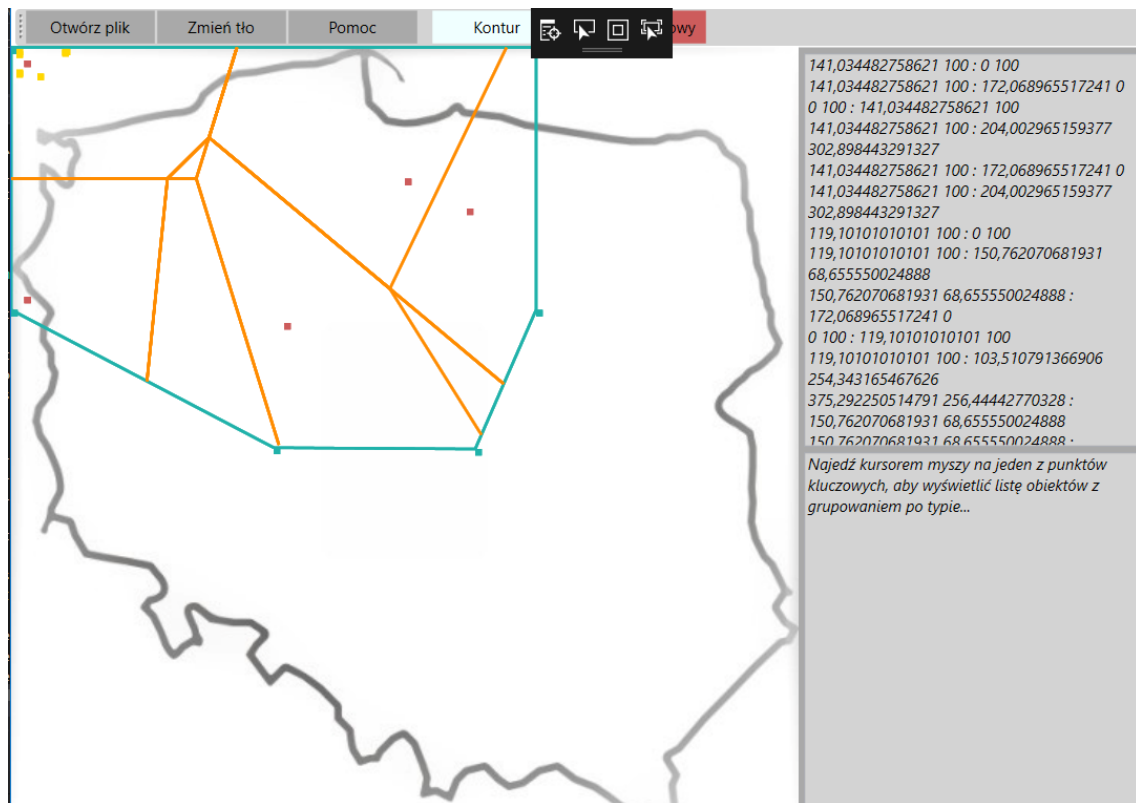 Otwórz plik
Zmień tło
Pomoc
Kontur
owy
141,034482758621 100 : 0 100
141,034482758621 100 : 172,068965517241 0
0 100 : 141,034482758621 100
141,034482758621 100 : 204,002965159377
302,898443291327
141,034482758621 100 : 172,068965517241 0
141,034482758621 100 : 204,002965159377
302,898443291327
119,10101010101 100 : 0 100
119,10101010101 100 : 150,762070681931
68,655550024888
150,762070681931 68,655550024888 :
172,068965517241 0
0 100 : 119,10101010101 100
119,10101010101 100 : 103,510791366906
254,343165467626
375,292250514791 256,44442770328 :
150,762070681931 68,655550024888
150,762070681931 68,655550024888 :
Najedź kursorem myszy na jeden z punktów
kluczowych, aby wyświetlić listę obiektów z
grupowaniem po typie...